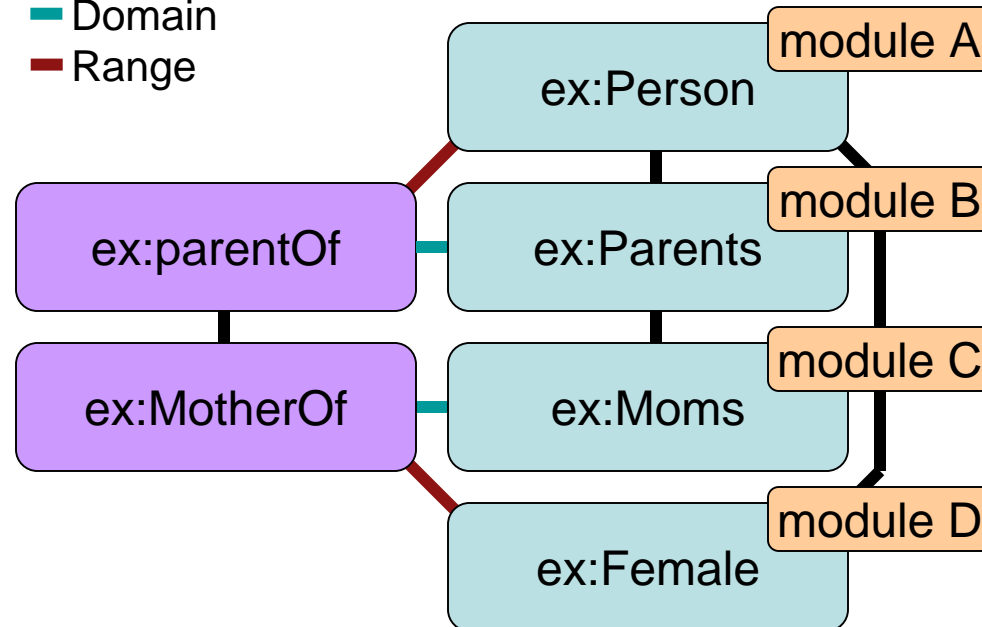 Domain
Range
module A
ex:Person
module B
ex:parentOf
ex:Parents
module C
ex:MotherOf
ex:Moms
module D
ex:Female